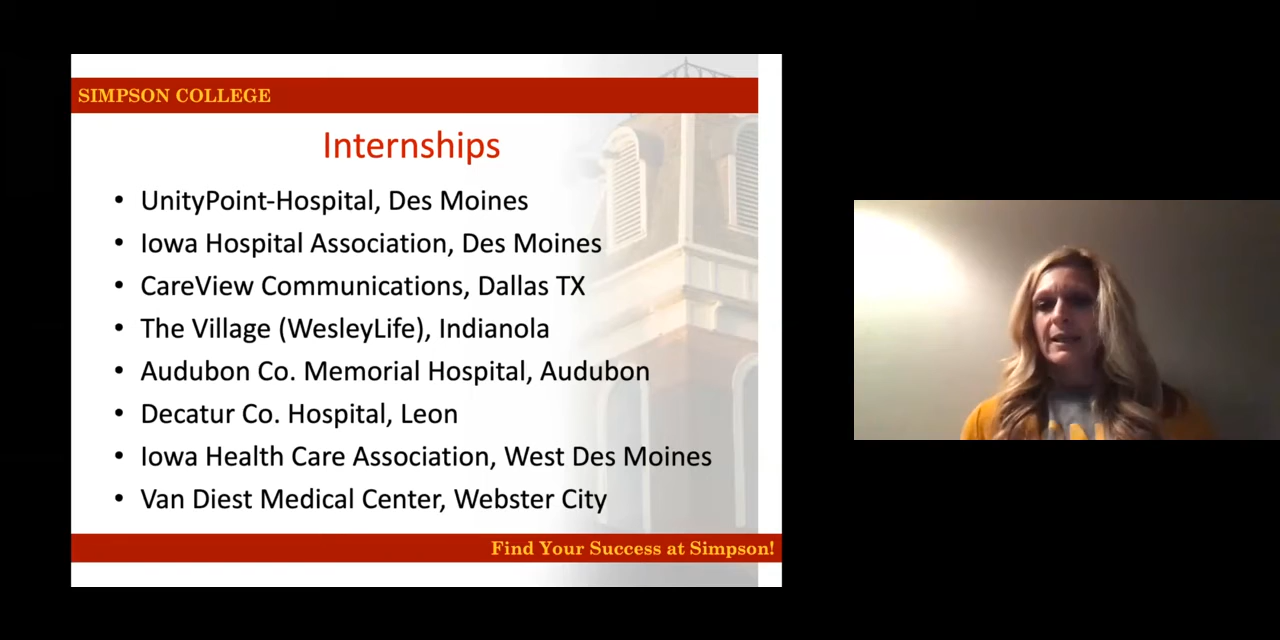 SIMPSON COLLEGE
Internships
• UnityPoint-Hospital, Des Moines
• Iowa Hospital Association, Des Moines
• CareView Communications, Dallas TX
• The Village (WesleyLife), Indianola
• Audubon Co. Memorial Hospital, Audubon
• Decatur Co. Hospital, Leon
• Iowa Health Care Association, West Des Moines
• Van Diest Medical Center, Webster City
Find Your Success at Simpson!